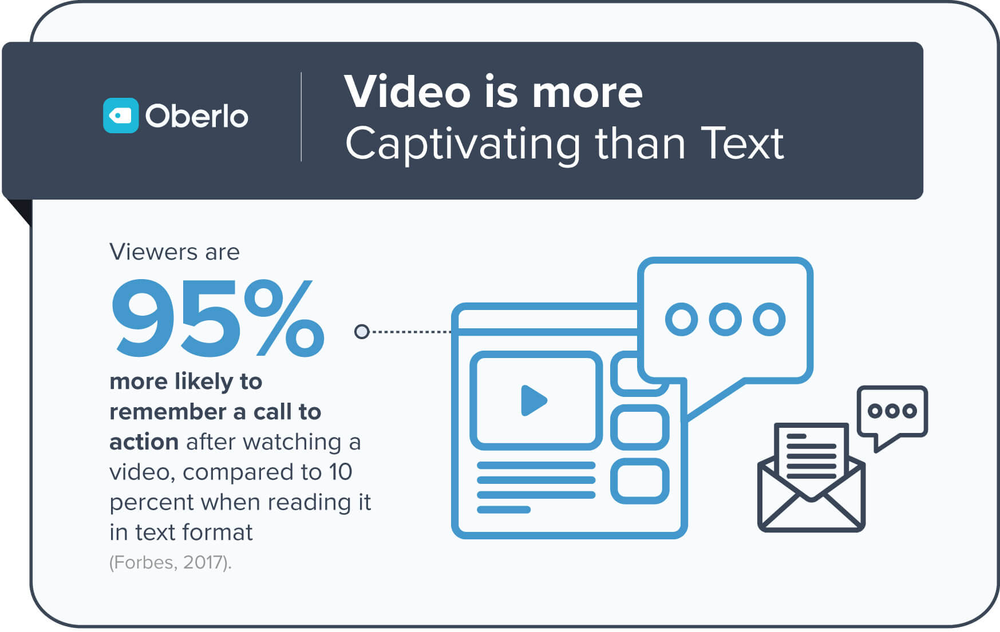 Oberlo
Video is more
Captivating than Text
Viewers are
95%
more likely to
remember a call to
action after watching a
video, compared to 10
percent when reading it
in text format
(Forbes, 2017).